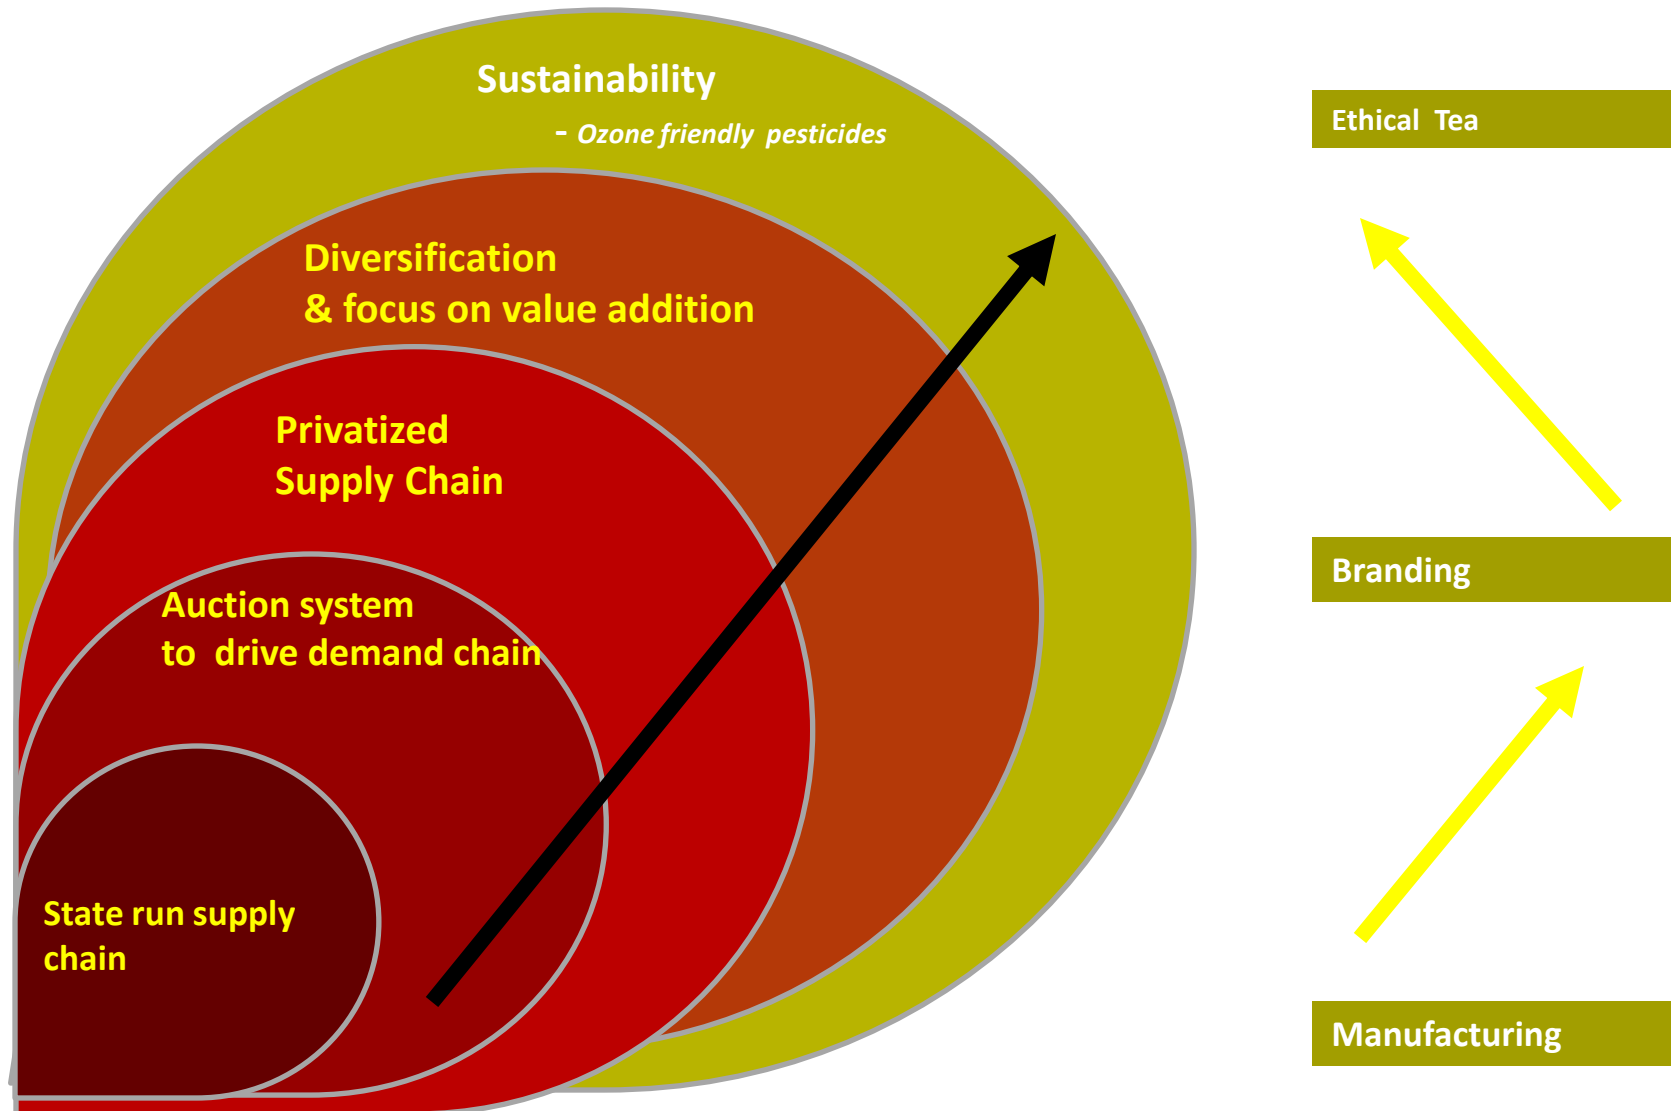 Sustainability
- Ozone friendly pesticides
Diversification
& focus on value addition
Privatized
Supply Chain
Auction system
to drive demand chain
State run supply
chain
Ethical Tea
Branding
Manufacturing